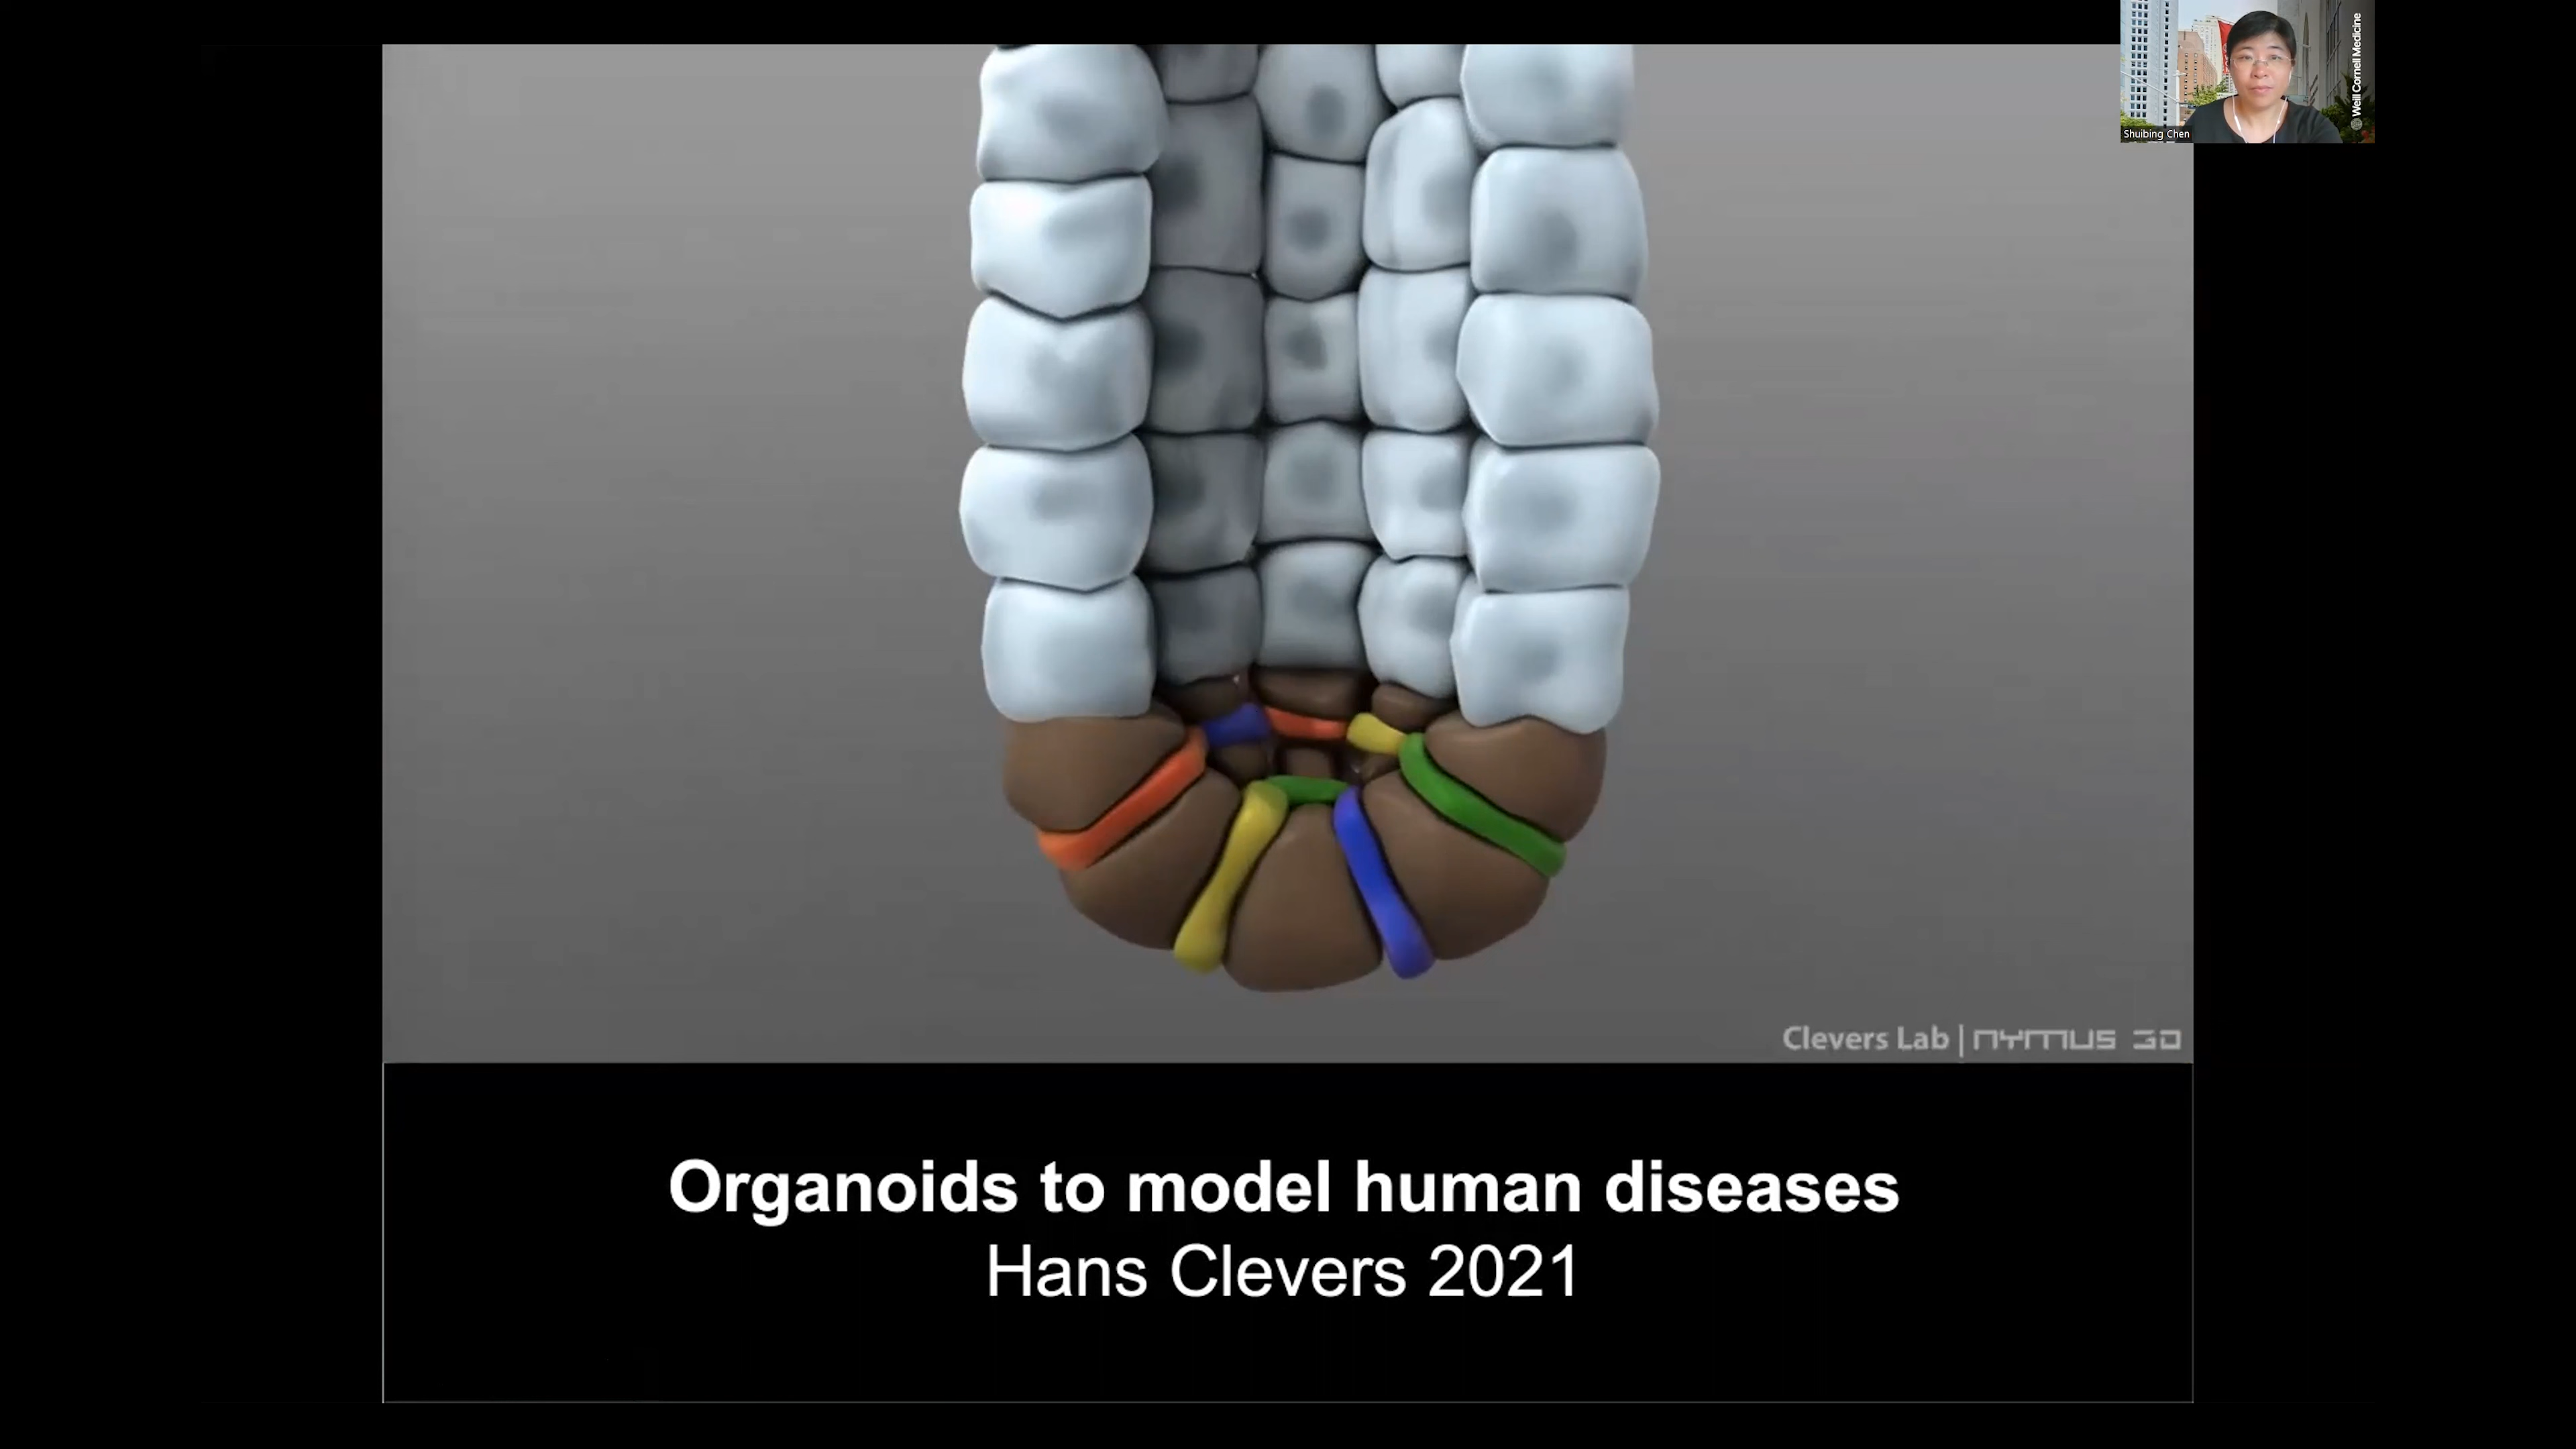 Weill Cornell Medicine
Shuibing Chen
Clevers Lab | NYMUS 3D
Organoids to model human diseases
Hans Clevers 2021